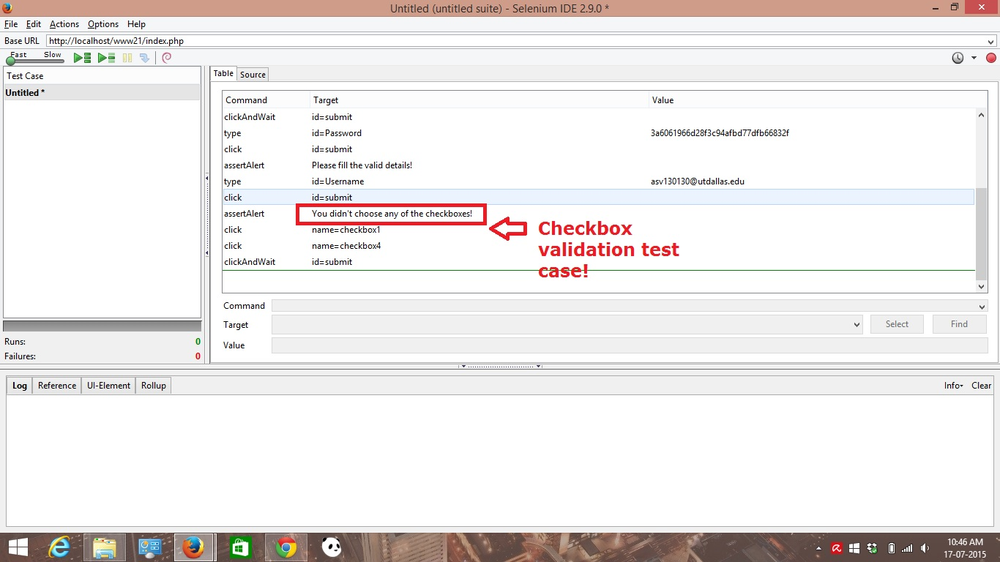 Untitled (untitled suite) - Selenium IDE 2.9.0 *
File Edit Actions Options Help
Base URL http://localhost/www21/index.php
Fast Slow
Test Case
Untitled *
Runs: 0
Failures: 0
Table Source
Command Target Value
clickAndWait id=submit
type id=Password 3a6061966d28f3c94afbd77dfb66832f
click id=submit
assertAlert Please fill the valid details!
type id=Username asv130130@utdallas.edu
click id=submit
assertAlert You didn't choose any of the checkboxes!
click name=checkbox1
click name=checkbox4
clickAndWait id=submit
Checkbox
validation test
case!
Command
Target Select Find
Value
Log Reference UI-Element Rollup Info Clear
10:46 AM
17-07-2015